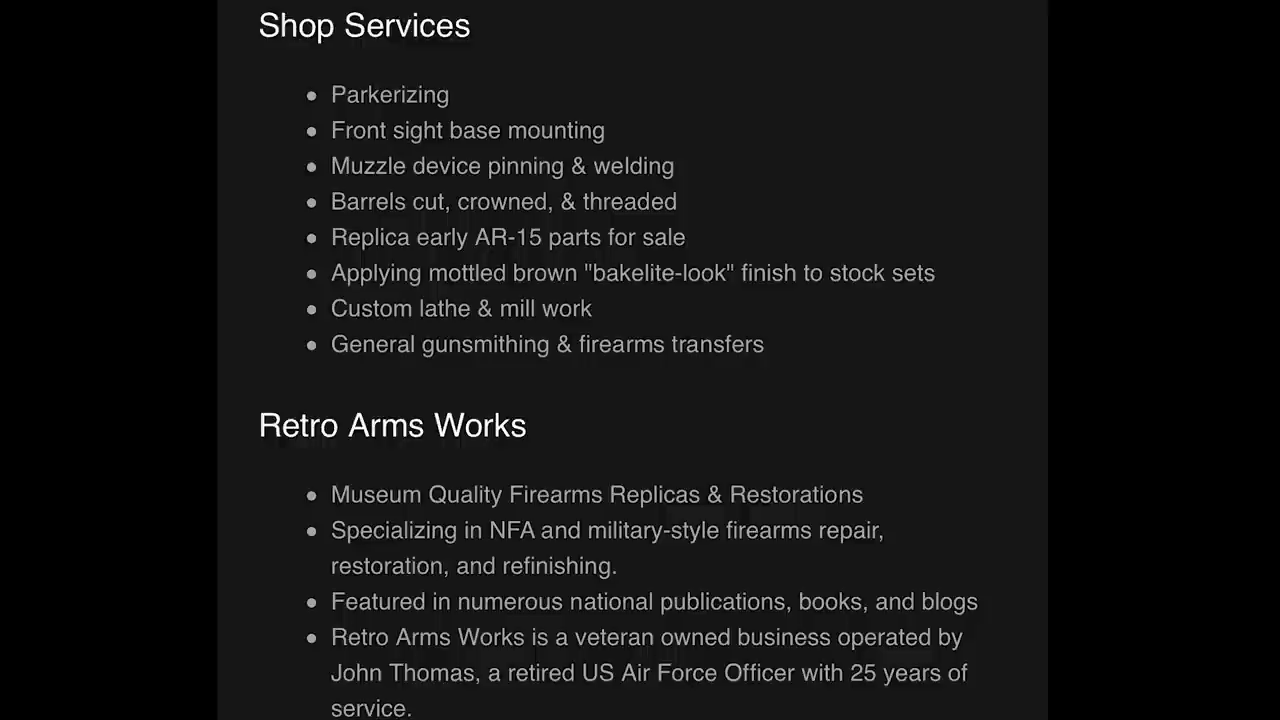 Shop Services
Parkerizing
Front sight base mounting
Muzzle device pinning & welding
Barrels cut, crowned, & threaded
Replica early AR-15 parts for sale
Applying mottled brown "bakelite-look" finish to stock sets
Custom lathe & mill work
General gunsmithing & firearms transfers
Retro Arms Works
Museum Quality Firearms Replicas & Restorations
Specializing in NFA and military-style firearms repair,
restoration, and refinishing.
Featured in numerous national publications, books, and blogs
Retro Arms Works is a veteran owned business operated by
John Thomas, a retired US Air Force Officer with 25 years of
service.